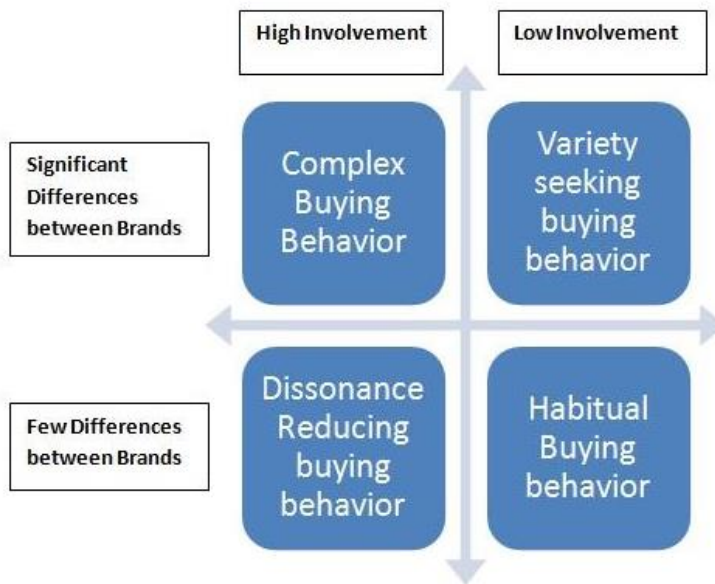 High Involvement
Low Involvement
Significant
Differences
between Brands
Complex
Buying
Behavior
Variety
seeking
buying
behavior
Few Differences
between Brands
Dissonance
Reducing
buying
behavior
Habitual
Buying
behavior